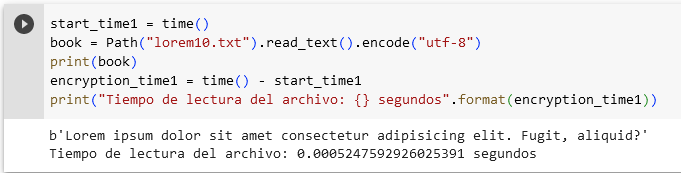 start_time1 = time()
book = Path("lorem10.txt").read_text().encode("utf-8")
print(book)
encryption_time1 = time() - start_time1
print("Tiempo de lectura del archivo: {} segundos".format(encryption_time1))
b'Lorem ipsum dolor sit amet consectetur adipisicing elit. Fugit, aliquid?'
Tiempo de lectura del archivo: 0.0005247592926025391 segundos